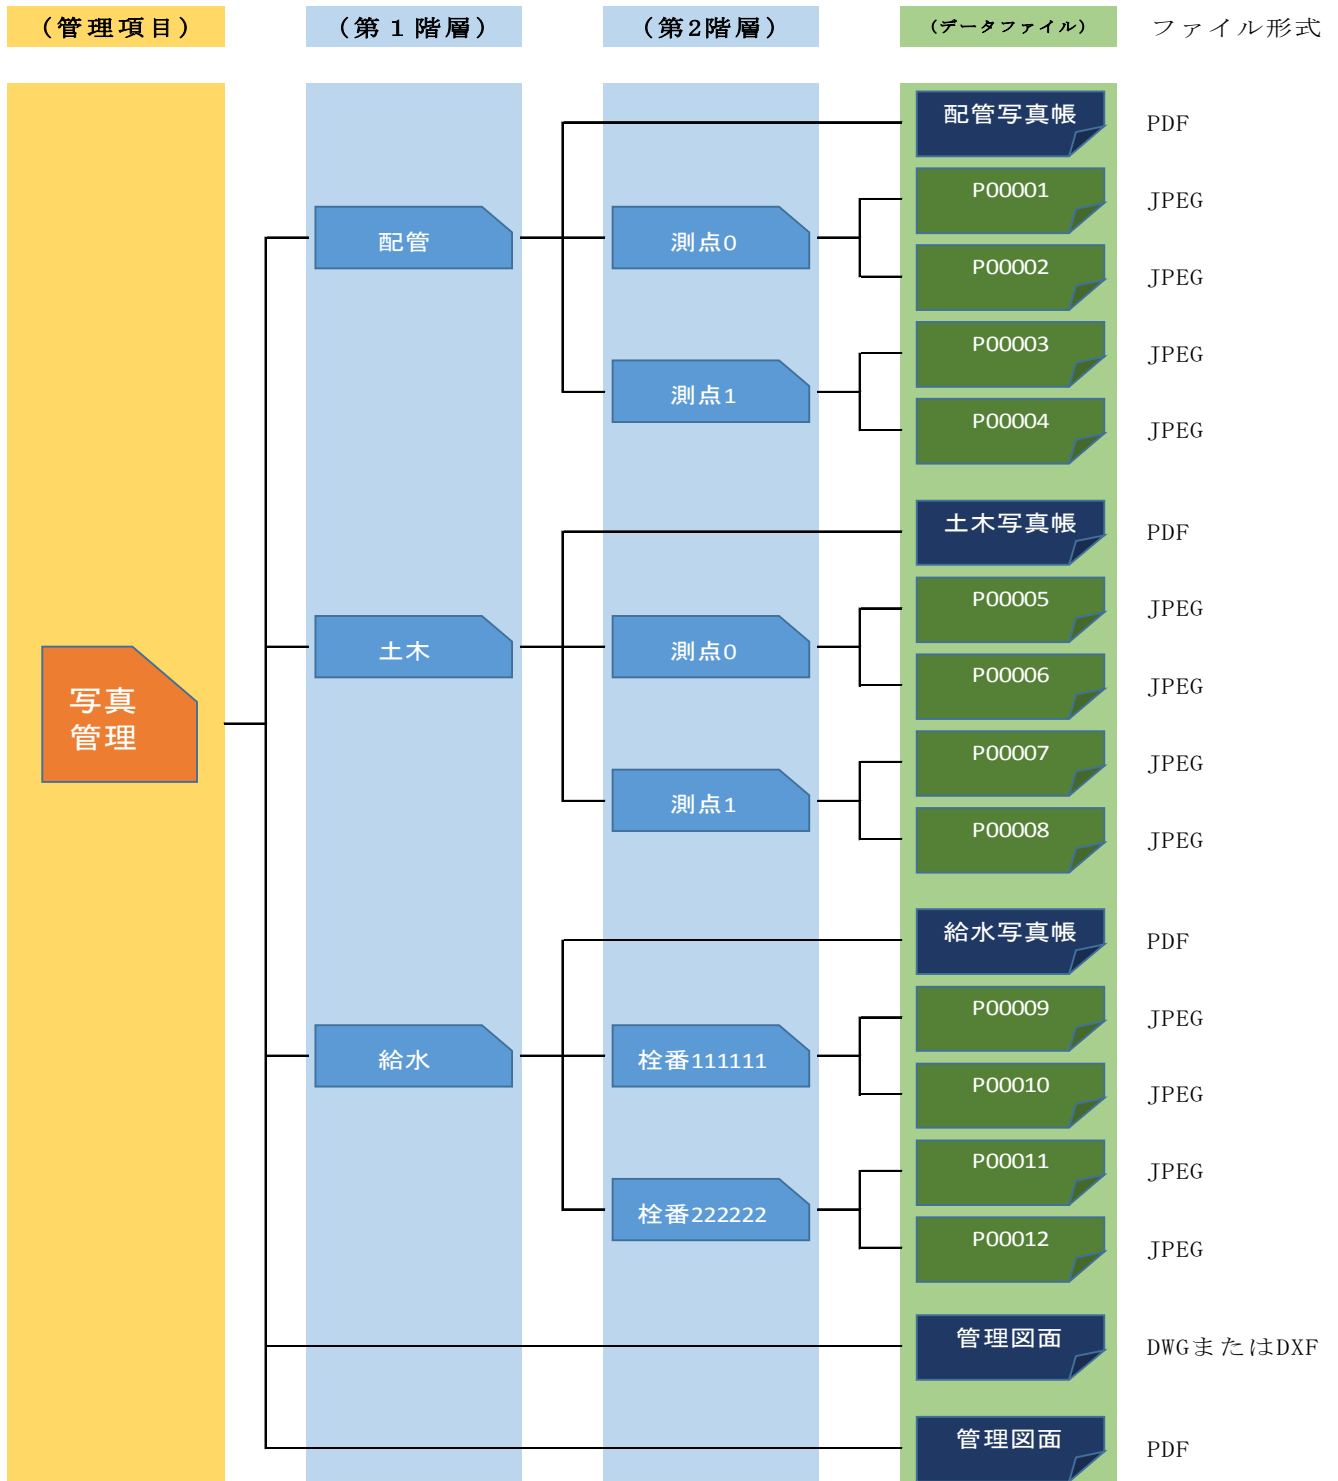 （管理項目）
（第１階層）
（第2階層）
（データファイル）
ファイル形式
配管写真帳
PDF
P00001
JPEG
配管
測点0
P00002
JPEG
P00003
JPEG
測点1
P00004
JPEG
土木写真帳
PDF
P00005
JPEG
土木
測点0
P00006
JPEG
写真
管理
P00007
JPEG
測点1
P00008
JPEG
給水写真帳
PDF
P00009
JPEG
給水
栓番111111
P00010
JPEG
P00011
JPEG
栓番222222
P00012
JPEG
管理図面
DWGまたはDXF
管理図面
PDF